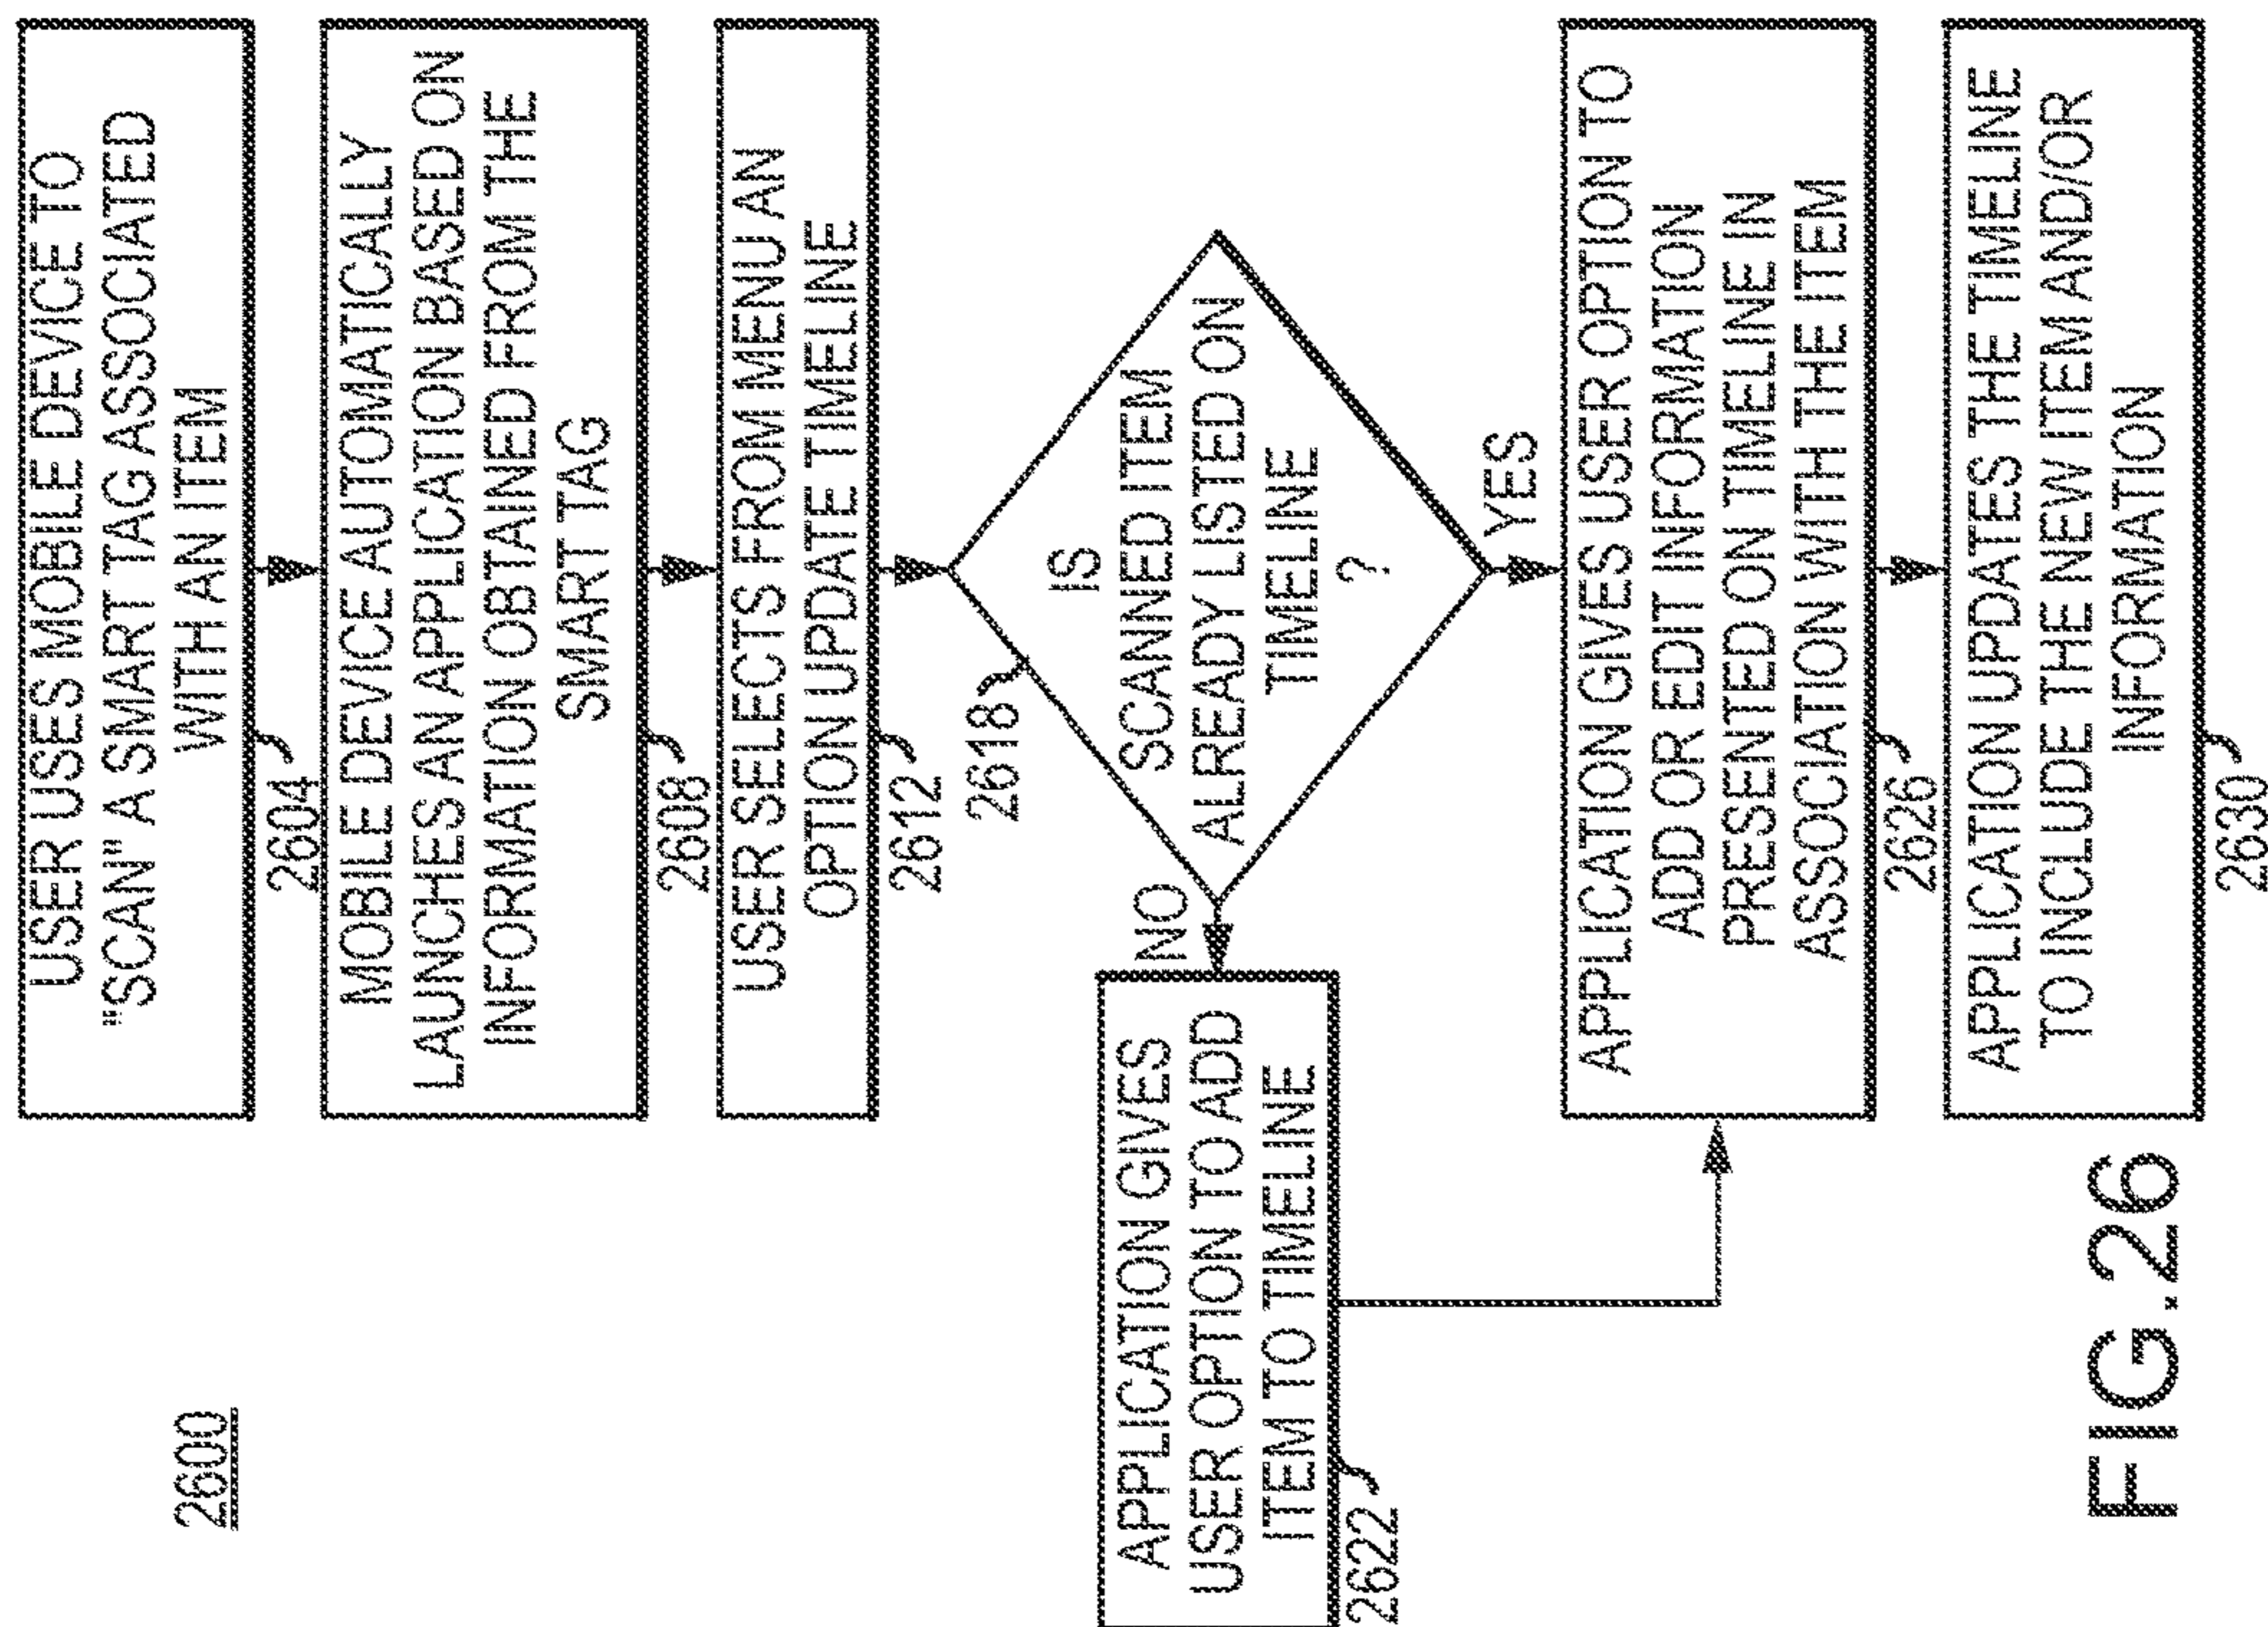 2600
USER USES MOBILE DEVICE TO
"SCAN" A SMART TAG ASSOCIATED
WITH AN ITEM
2604
MOBILE DEVICE AUTOMATICALLY
LAUNCHES AN APPLICATION BASED ON
INFORMATION OBTAINED FROM THE
SMART TAG
2608
USER SELECTS FROM MENU AN
OPTION UPDATE TIMELINE
2612
2618
IS
SCANNED ITEM
ALREADY LISTED ON
TIMELINE
?
NO
YES
APPLICATION GIVES
USER OPTION TO ADD
ITEM TO TIMELINE
2622
APPLICATION GIVES USER OPTION TO
ADD OR EDIT INFORMATION
PRESENTED ON TIMELINE IN
ASSOCIATION WITH THE ITEM
2626
APPLICATION UPDATES THE TIMELINE
TO INCLUDE THE NEW ITEM AND/OR
INFORMATION
2630
FIG.26